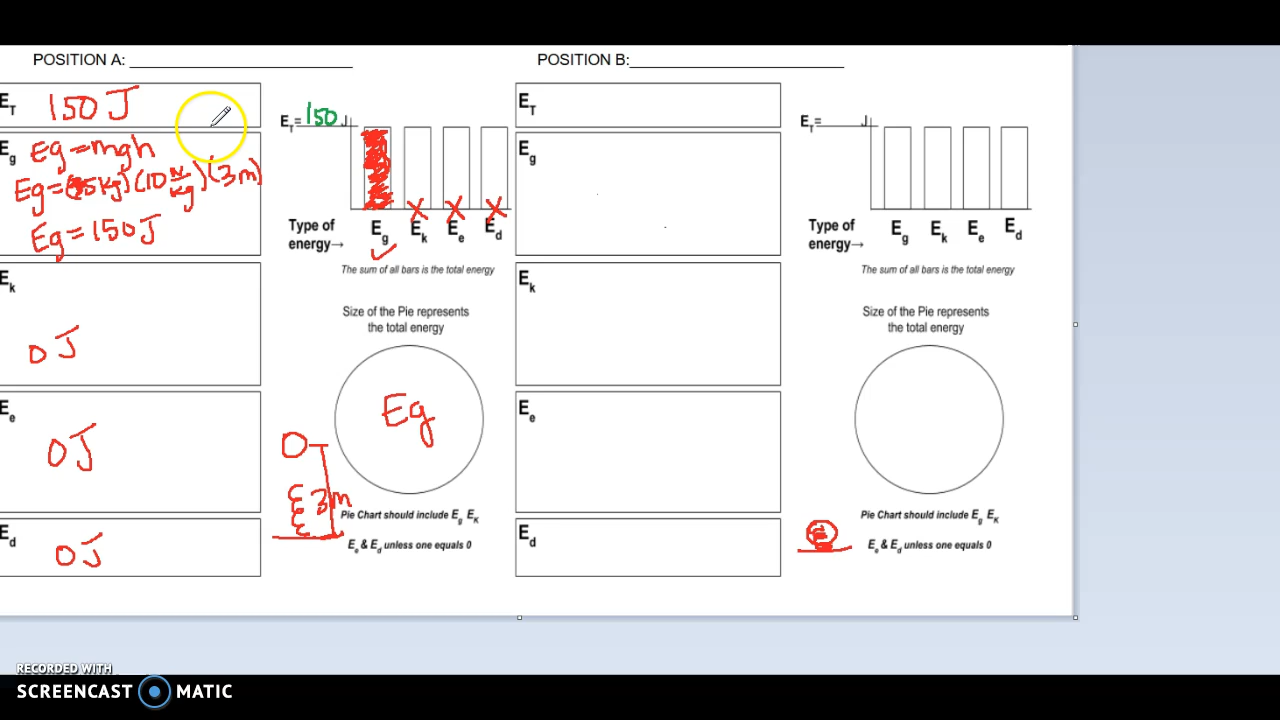 POSITION A: ____________________
POSITION B: ____________________
ET 150 J
Eg Eg = mgh
Eg = (5kg)(10 N/kg)(3m)
Eg = 150J
Ek
0 J
Ee
0J
Ed 0J
ET = 150 J
Type of energy→ Eg Ek Ee Ed
The sum of all bars is the total energy
Size of the Pie represents
the total energy
Eg
3m
Pie Chart should include Eg EK
Ee & Ed unless one equals 0
ET
Eg
Ek
Ee
Ed
ET=____ J
Type of energy→ Eg Ek Ee Ed
The sum of all bars is the total energy
Size of the Pie represents
the total energy
Pie Chart should include Eg EK
Ee & Ed unless one equals 0
RECORDED WITH
SCREENCAST MATIC